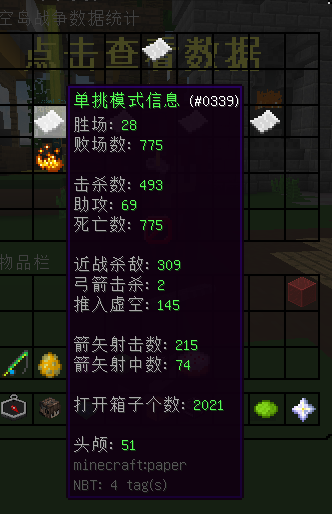 空岛战争数据统计
点击查看数据
单挑模式信息 (#0339)
胜场: 28
败场数: 775
击杀数: 493
助攻: 69
死亡数: 775
近战杀敌: 309
弓箭击杀: 2
推入虚空: 145
物品栏
箭矢射击数: 215
箭矢射中数: 74
打开箱子个数: 2021
头颅: 51
minecraft:paper
NBT: 4 tag(s)